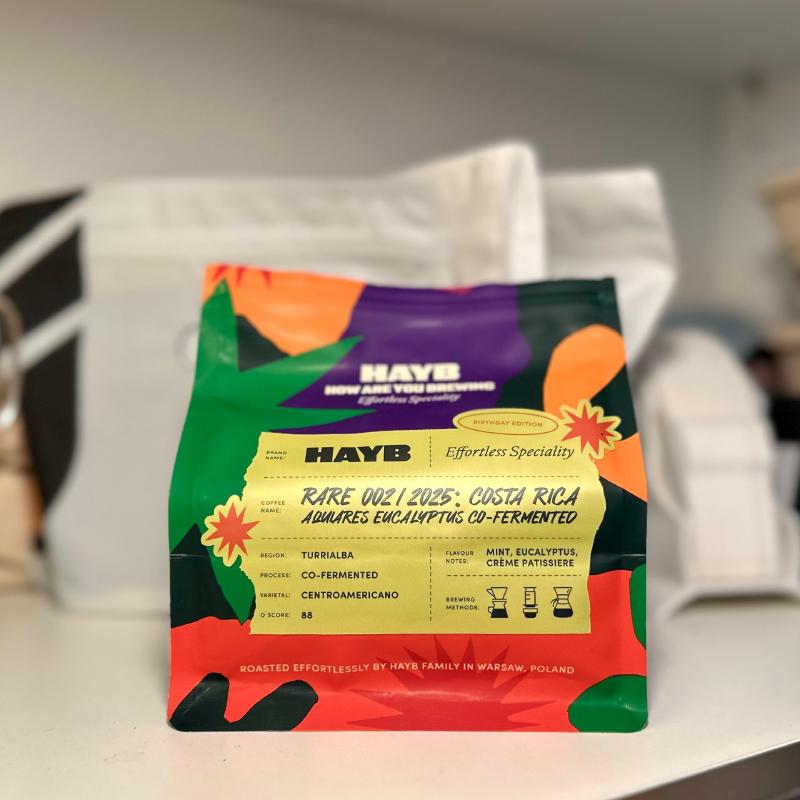 HAYB
HOW ARE YOU BREWING
Effortless Speciality
BIRTHDAY EDITION
BRAND NAME: HAYB Effortless Speciality
COFFEE NAME: RARE 002 / 2025: COSTA RICA
AQUIARES EUCALYPTUS CO-FERMENTED
REGION: TURRIALBA
PROCESS: CO-FERMENTED
VARIETAL: CENTROAMERICANO
Q SCORE: 88
FLAVOUR NOTES: MINT, EUCALYPTUS,
CRÈME PATISSIERE
BREWING METHODS:
ROASTED EFFORTLESSLY BY HAYB FAMILY IN WARSAW, POLAND